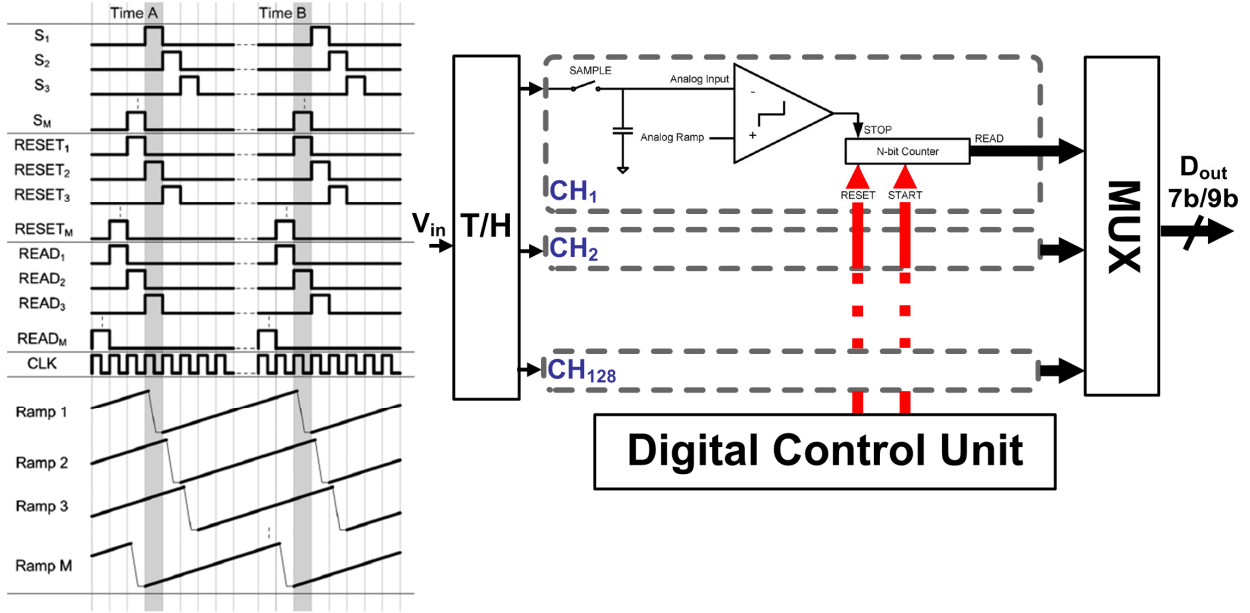 Time A Time B
S1
S2
S3
SM
RESET1
RESET2
RESET3
RESETM
READ1
READ2
READ3
READM
CLK
Ramp 1
Ramp 2
Ramp 3
Ramp M
Vin
T/H
SAMPLE
Analog Input
-
Analog Ramp
+
STOP
N-bit Counter
READ
RESET
START
CH1
CH2
CH128
MUX
Dout
7b/9b
Digital Control Unit